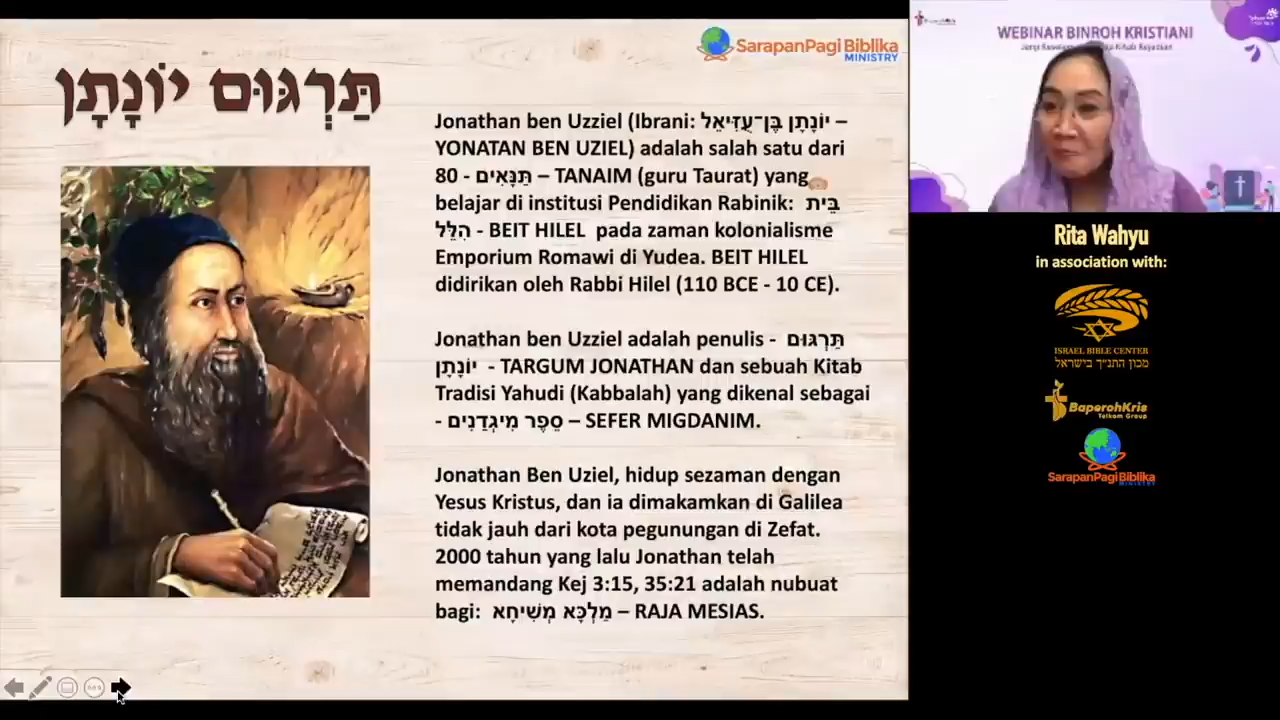 תַּרְגּוּם יוֹנָתָן
SarapanPagi Biblika
MINISTRY
Jonathan ben Uzziel (Ibrani: יוֹנָתָן בֶּן־עֻזִּיאֵל –
YONATAN BEN UZIEL) adalah salah satu dari
80 - תַּנָּאִים – TANAIM (guru Taurat) yang
belajar di institusi Pendidikan Rabinik: בֵּית
הִלֵּל - BEIT HILEL pada zaman kolonialisme
Emporium Romawi di Yudea. BEIT HILEL
didirikan oleh Rabbi Hilel (110 BCE - 10 CE).
Jonathan ben Uzziel adalah penulis - תַּרְגּוּם
יוֹנָתָן - TARGUM JONATHAN dan sebuah Kitab
Tradisi Yahudi (Kabbalah) yang dikenal sebagai
- סֵפֶר מִיגְדַנִים – SEFER MIGDANIM.
Jonathan Ben Uziel, hidup sezaman dengan
Yesus Kristus, dan ia dimakamkan di Galilea
tidak jauh dari kota pegunungan di Zefat.
2000 tahun yang lalu Jonathan telah
memandang Kej 3:15, 35:21 adalah nubuat
bagi: מַלְכָּא מְשִׁיחָא – RAJA MESIAS.
BaperohKris
WEBINAR BINROH KRISTIANI
Rita Wahyu
in association with:
ISRAEL BIBLE CENTER
מכון התנ״ך בישראל
BaperohKris
Telkom Group
SarapanPagi Biblika
MINISTRY